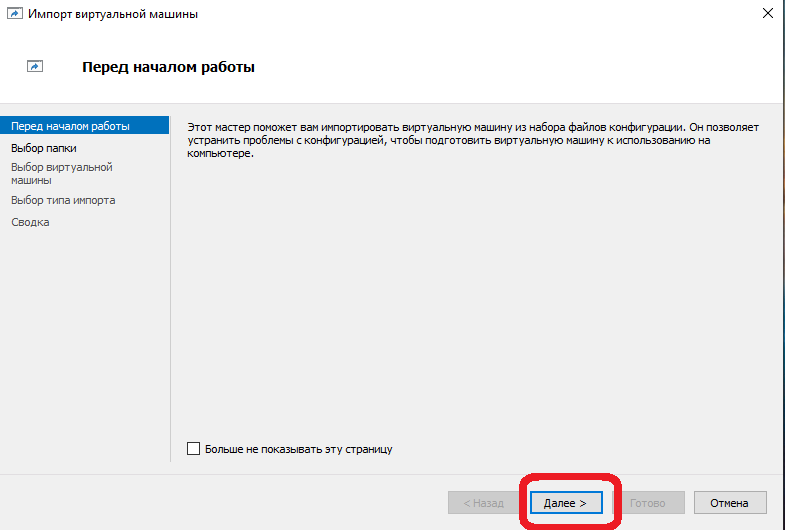 Импорт виртуальной машины
Перед началом работы
Перед началом работы
Выбор папки
Выбор виртуальной
машины
Выбор типа импорта
Сводка
Этот мастер поможет вам импортировать виртуальную машину из набора файлов конфигурации. Он позволяет
устранить проблемы с конфигурацией, чтобы подготовить виртуальную машину к использованию на
компьютере.
Больше не показывать эту страницу
< Назад
Далее >
Готово
Отмена